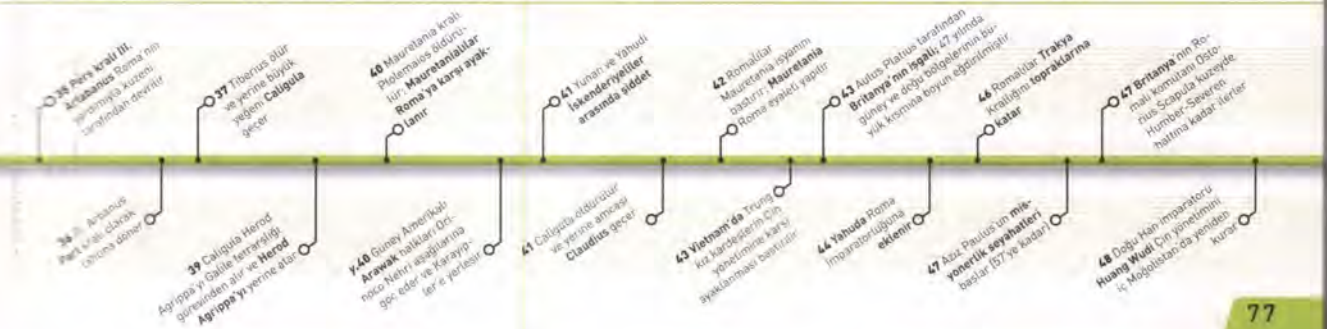 35 Pers kralı III.
Artabanus Roma'nın
yardımıyla kuzeni
tarafından devrilir
36 III. Artabanus
Part kralı olarak
tahtına döner
37 Tiberius ölür
ve yerine büyük
yeğeni Caligula
geçer
39 Caligula Herod
Agrippa'yı Galile tetrarşlığı
görevinden alır ve Herod
Agrippa'yı yerine atar
40 Mauretania kralı
Ptolemaios öldürü-
lür; Mauretanialılar
Roma'ya karşı ayak-
lanır
y.40 Güney Amerikalı
Arawak halkları Ori-
noco Nehri aşağılarına
göç eder ve Karayip-
ler'e yerleşir
41 Yunan ve Yahudi
İskenderiyeliler
arasında şiddet
41 Caligula öldürülür
ve yerine amcası
Claudius geçer
42 Romalılar
Mauretania isyanını
bastırır; Mauretania
Roma eyaleti yapılır
43 Vietnam'da Trung
kız kardeşlerin Çin
yönetimine karşı
ayaklanması bastırılır
43 Aulus Platius tarafından
Britanya'nın işgali; 47 yılında
güney ve doğu bölgelerinin bü-
yük kısmına boyun eğdirilmiştir
44 Yahuda Roma
İmparatorluğuna
eklenir
46 Romalılar Trakya
Krallığını topraklarına
katar
47 Aziz Paulus'un mis-
yonerlik seyahatleri
başlar (57'ye kadar)
47 Britanya'nın Ro-
malı komutanı Osto-
rius Scapula kuzeyde
Humber-Severen
hattına kadar ilerler
48 Doğu Han imparatoru
Huang Wudi Çin yönetimini
İç Moğolistan'da yeniden
kurar
77